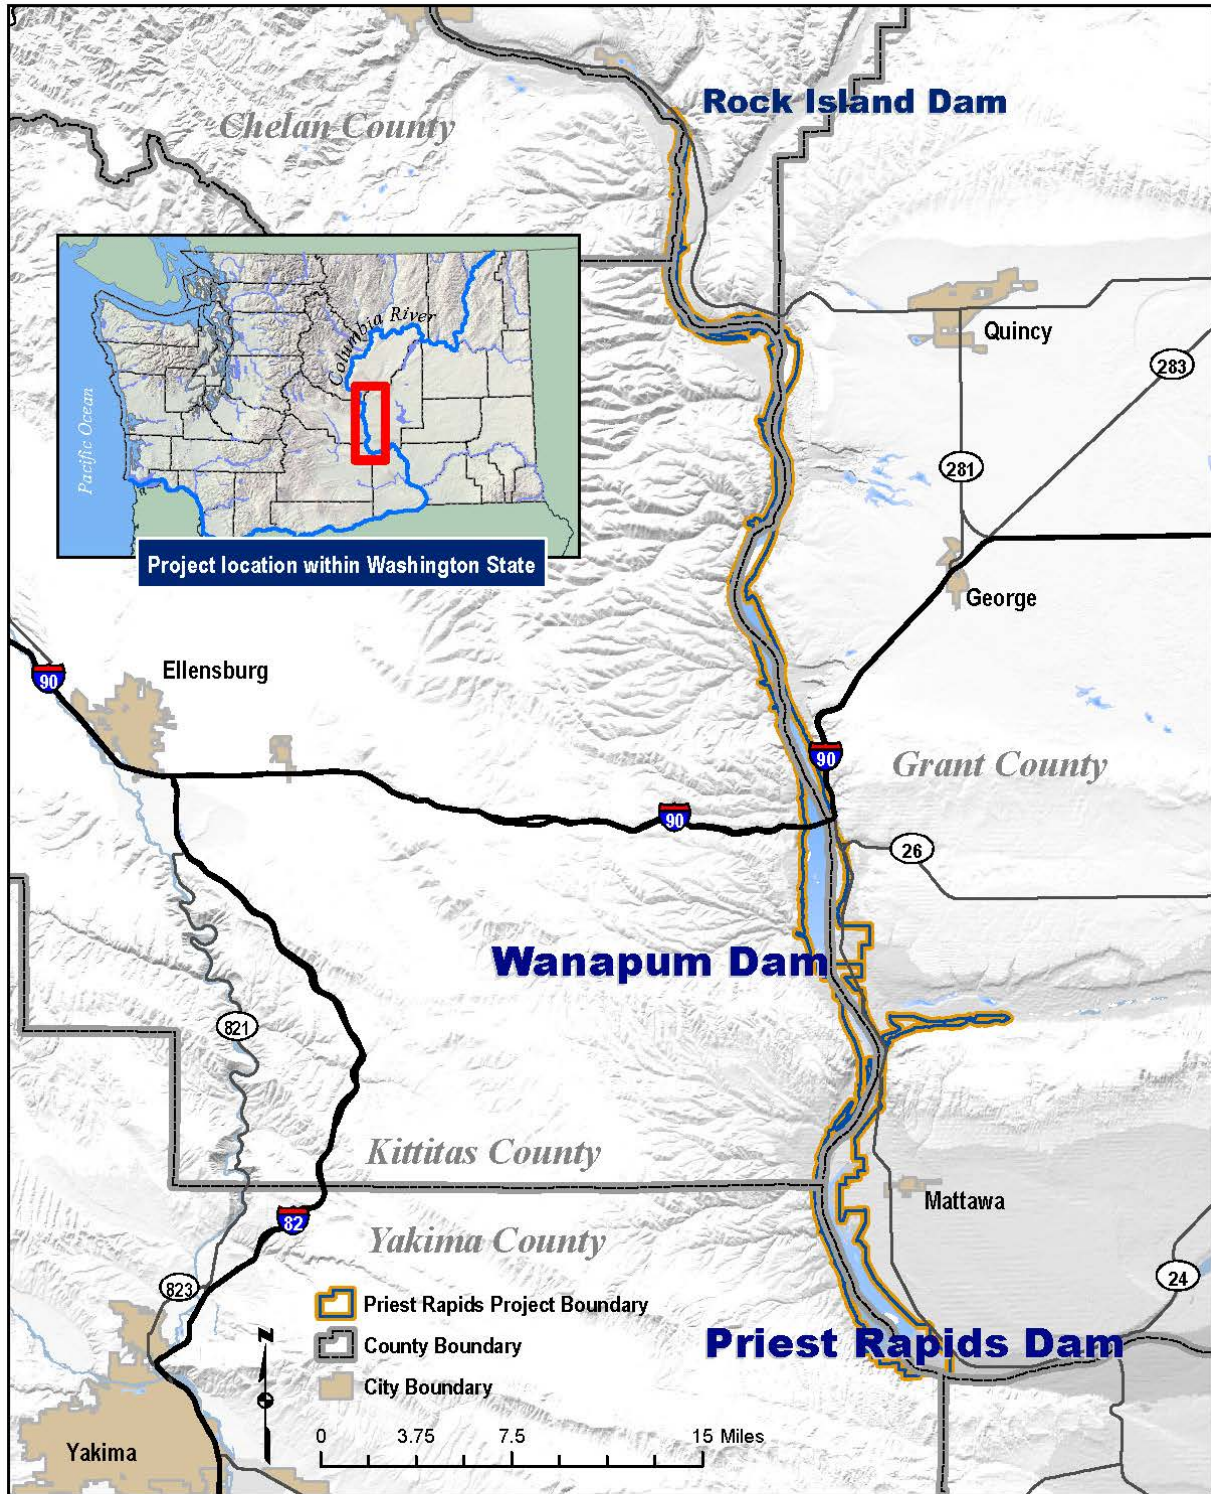 Rock Island Dam
Chelan County
Columbia River
Pacific Ocean
Project location within Washington State
Quincy
283
281
George
Ellensburg
90
90
90
Grant County
26
Wanapum Dam
821
Kittitas County
Mattawa
82
Yakima County
24
823
Priest Rapids Project Boundary
Priest Rapids Dam
County Boundary
City Boundary
N
0 3.75 7.5 15 Miles
Yakima